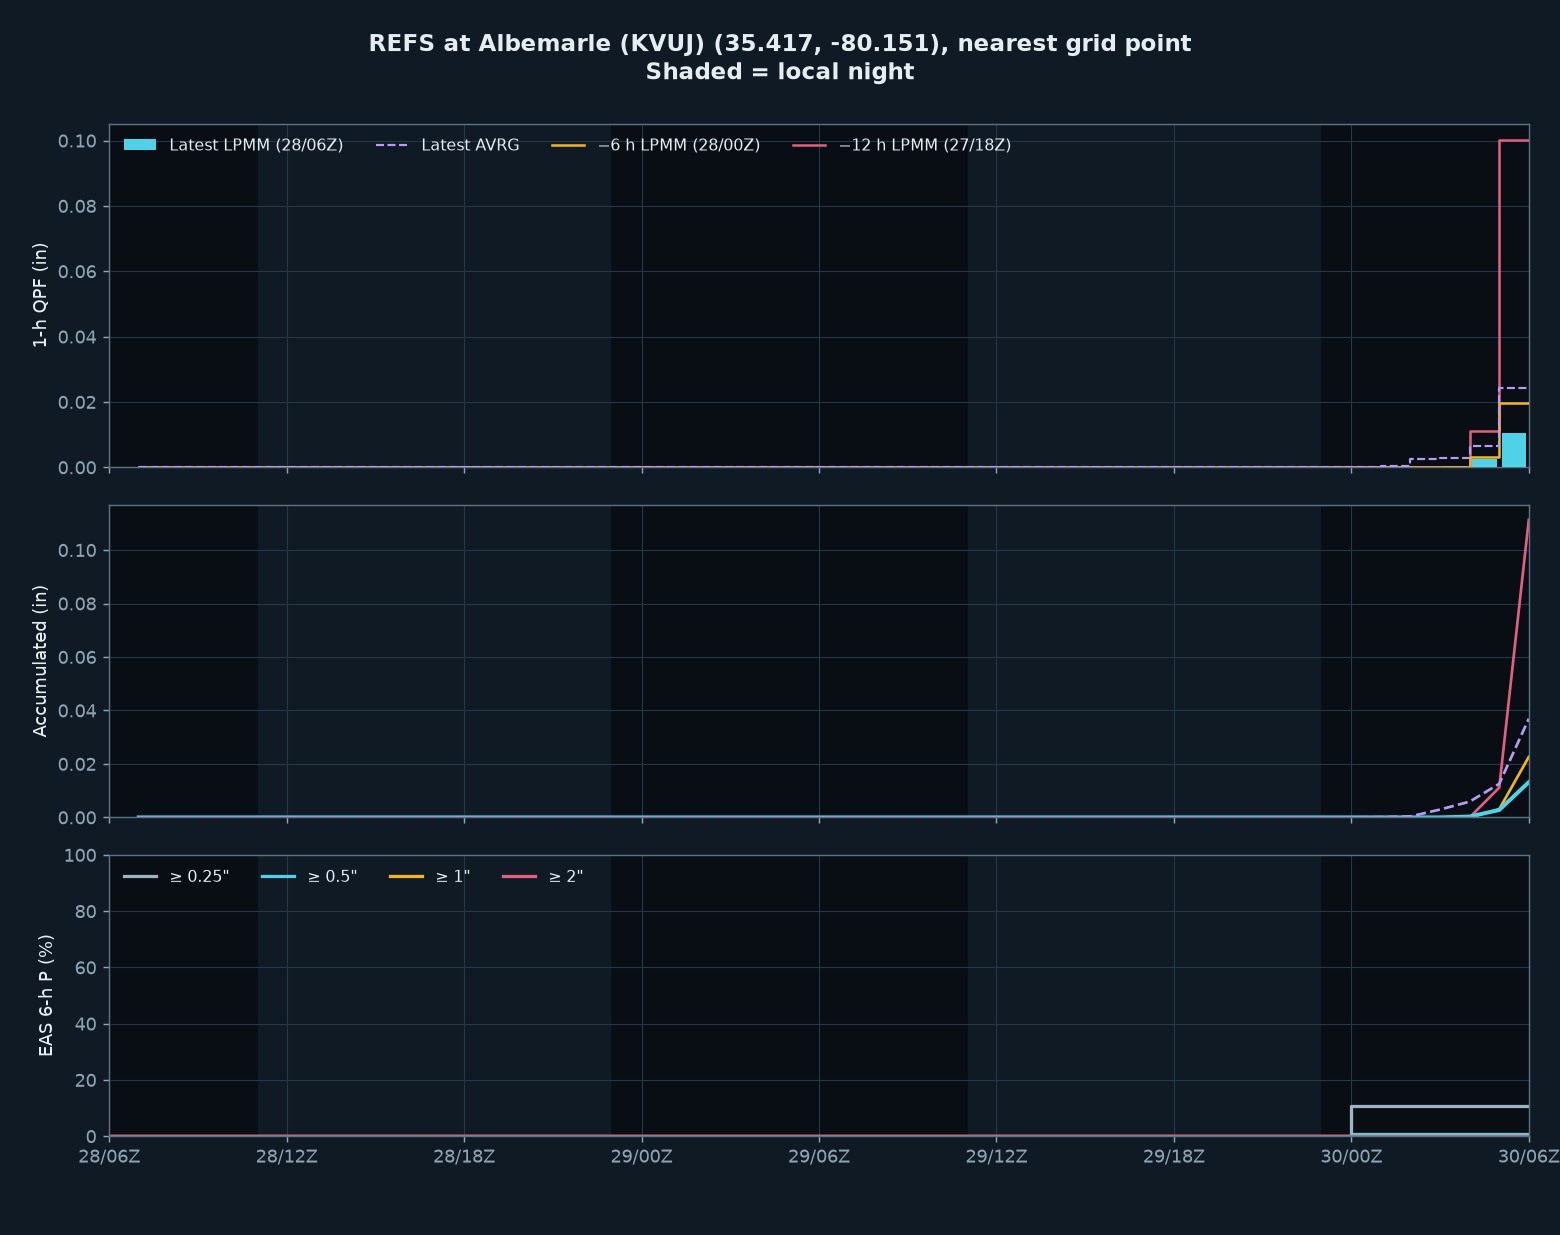 REFS at Albemarle (KVUJ) (35.417, -80.151), nearest grid point
Shaded = local night
Latest LPMM (28/06Z) Latest AVRG −6 h LPMM (28/00Z) −12 h LPMM (27/18Z)
1-h QPF (in)
0.10
0.08
0.06
0.04
0.02
0.00
Accumulated (in)
0.10
0.08
0.06
0.04
0.02
0.00
≥ 0.25" ≥ 0.5" ≥ 1" ≥ 2"
EAS 6-h P (%)
100
80
60
40
20
0
28/06Z 28/12Z 28/18Z 29/00Z 29/06Z 29/12Z 29/18Z 30/00Z 30/06Z